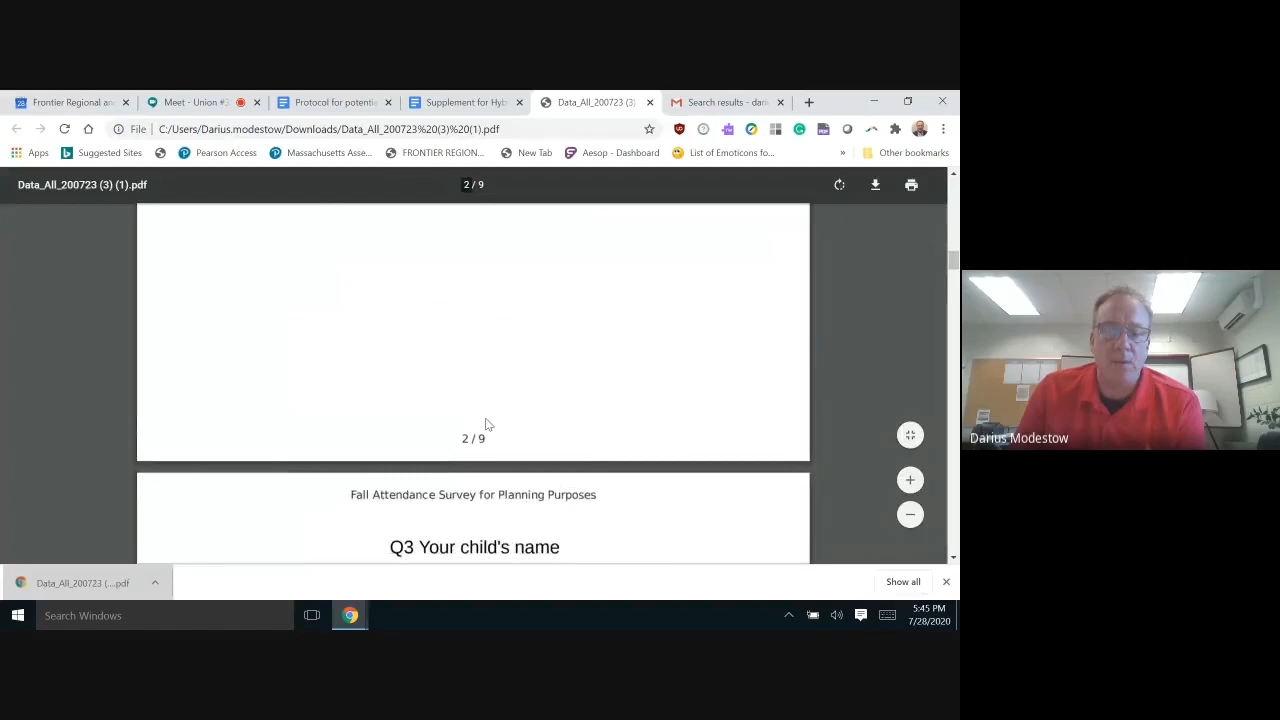 Frontier Regional an
Meet - Union #3
Protocol for potentia
Supplement for Hyb
Data_All_200723 (3)
Search results - dari
File
C:/Users/Darius.modestow/Downloads/Data_All_200723%20(3)%20(1).pdf
Apps
Suggested Sites
Pearson Access
Massachusetts Asse...
FRONTIER REGION...
New Tab
Aesop - Dashboard
List of Emoticons fo...
»
Other bookmarks
Data_All_200723 (3) (1).pdf
2 / 9
2 / 9
Fall Attendance Survey for Planning Purposes
Q3 Your child's name
Darius Modestow
Data_All_200723 (....pdf
Show all
Search Windows
5:45 PM
7/28/2020